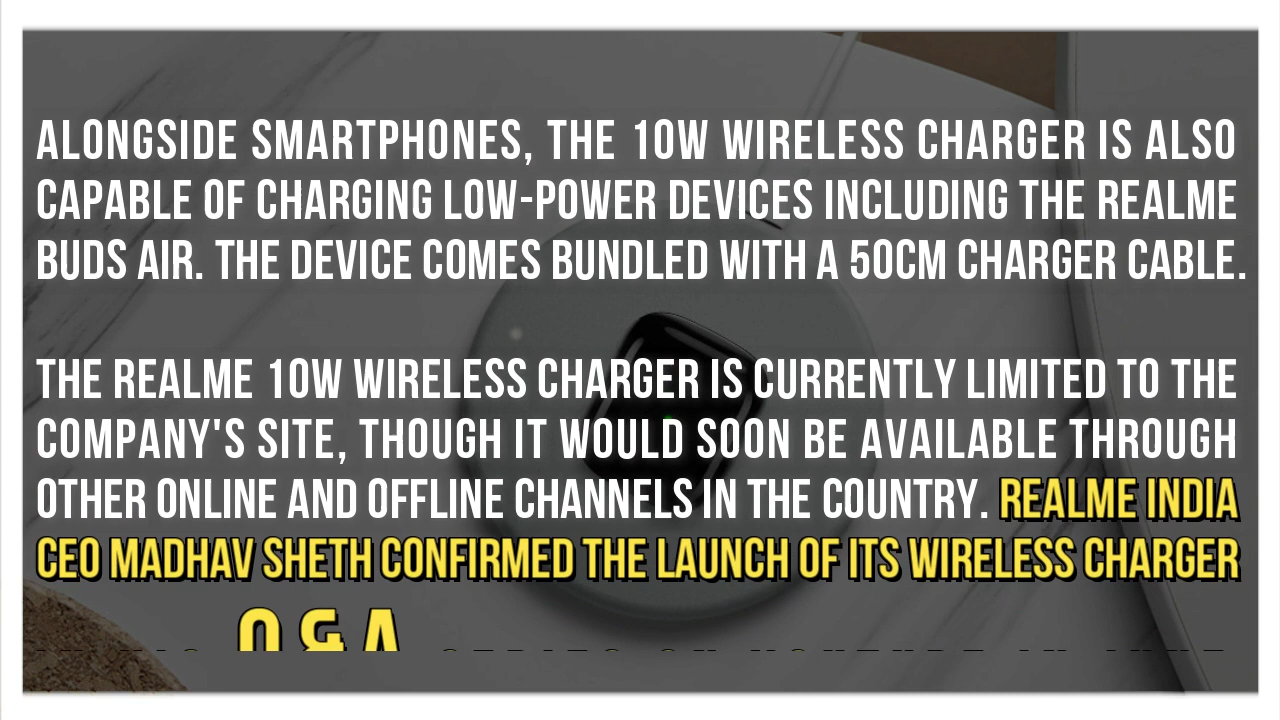 ALONGSIDE SMARTPHONES, THE 10W WIRELESS CHARGER IS ALSO
CAPABLE OF CHARGING LOW-POWER DEVICES INCLUDING THE REALME
BUDS AIR. THE DEVICE COMES BUNDLED WITH A 50CM CHARGER CABLE.
THE REALME 10W WIRELESS CHARGER IS CURRENTLY LIMITED TO THE
COMPANY'S SITE, THOUGH IT WOULD SOON BE AVAILABLE THROUGH
OTHER ONLINE AND OFFLINE CHANNELS IN THE COUNTRY. REALME INDIA
CEO MADHAV SHETH CONFIRMED THE LAUNCH OF ITS WIRELESS CHARGER